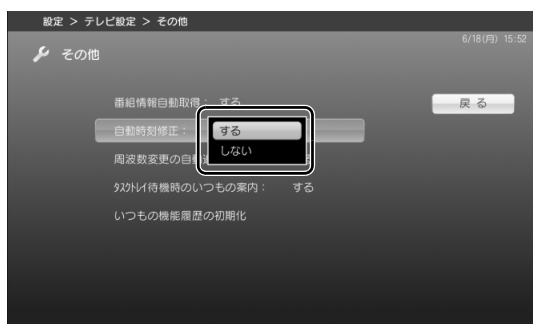 設定 > テレビ設定 > その他
6/18(月) 15:52
その他
番組情報自動取得： する
戻る
自動時刻修正：
する
しない
周波数変更の自動
タスクトレイ待機時のいつもの案内： する
いつもの機能履歴の初期化